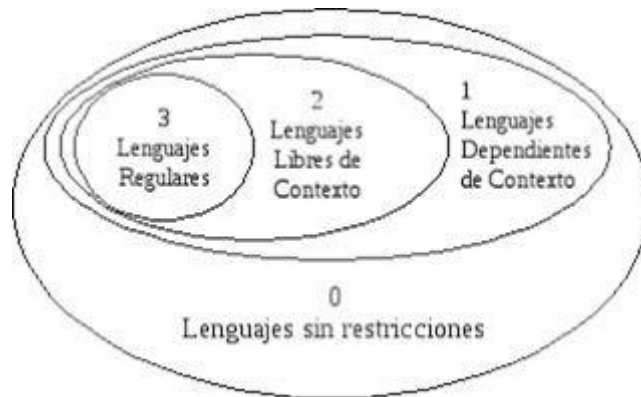 3
Lenguajes
Regulares
2
Lenguajes
Libres de
Contexto
1
Lenguajes
Dependientes
de Contexto
0
Lenguajes sin restricciones